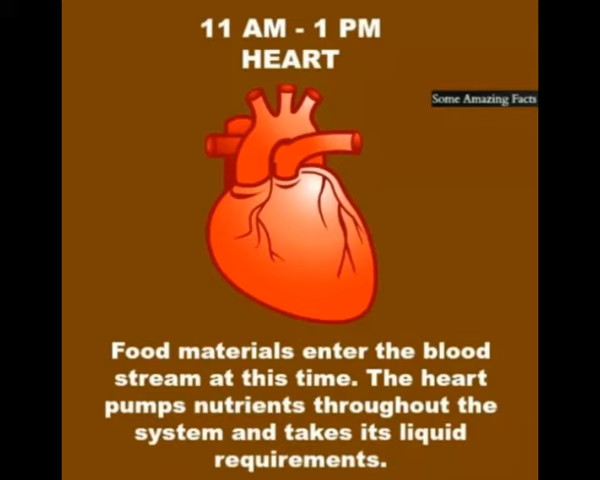 11 AM - 1 PM
HEART
Some Amazing Facts
Food materials enter the blood
stream at this time. The heart
pumps nutrients throughout the
system and takes its liquid
requirements.